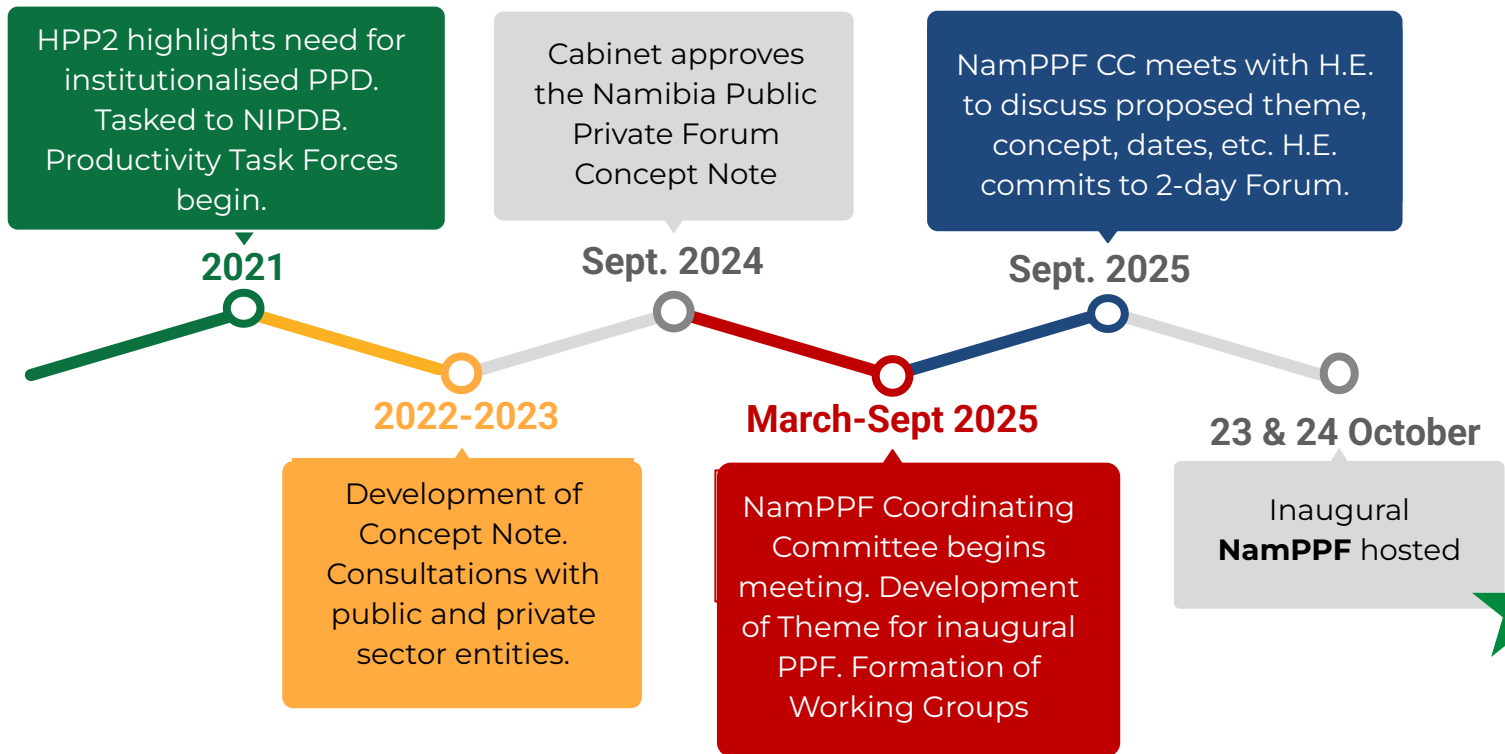 HPP2 highlights need for
institutionalised PPD.
Tasked to NIPDB.
Productivity Task Forces
begin.
2021
2022-2023
Development of
Concept Note.
Consultations with
public and private
sector entities.
Cabinet approves
the Namibia Public
Private Forum
Concept Note
Sept. 2024
March-Sept 2025
NamPPF Coordinating
Committee begins
meeting. Development
of Theme for inaugural
PPF. Formation of
Working Groups
NamPPF CC meets with H.E.
to discuss proposed theme,
concept, dates, etc. H.E.
commits to 2-day Forum.
Sept. 2025
23 & 24 October
Inaugural
NamPPF hosted